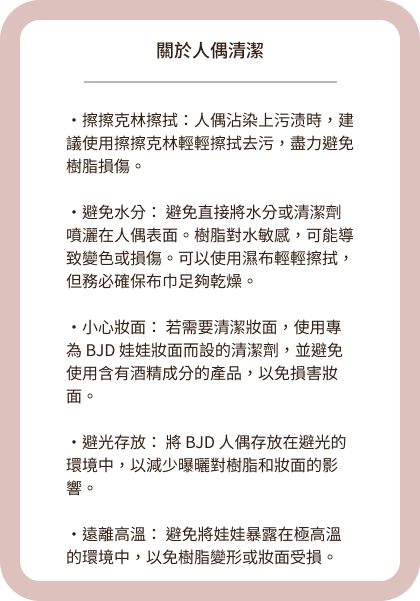 關於人偶清潔
・擦擦克林擦拭：人偶沾染上污渍時，建
議使用擦擦克林輕輕擦拭去污，盡力避免
樹脂損傷。
・避免水分： 避免直接將水分或清潔劑
噴灑在人偶表面。樹脂對水敏感，可能導
致變色或損傷。可以使用濕布輕輕擦拭，
但務必確保布巾足夠乾燥。
・小心妝面： 若需要清潔妝面，使用專
為 BJD 娃娃妝面而設的清潔劑，並避免
使用含有酒精成分的產品，以免損害妝
面。
・避光存放： 將 BJD 人偶存放在避光的
環境中，以減少曝曬對樹脂和妝面的影
響。
・遠離高溫： 避免將娃娃暴露在極高溫
的環境中，以免樹脂變形或妝面受損。